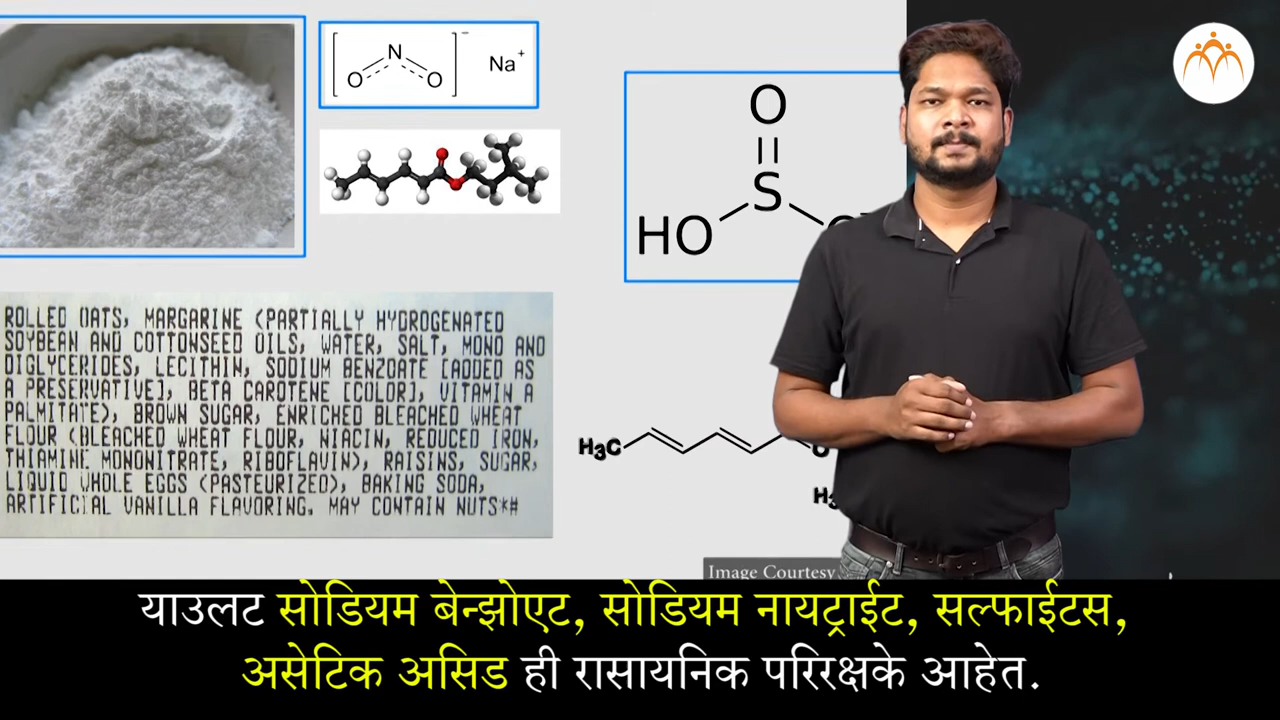 [O N O]⁻ Na⁺
O
||
S
HO
ROLLED OATS, MARGARINE (PARTIALLY HYDROGENATED
SOYBEAN AND COTTONSEED OILS, WATER, SALT, MONO AND
DIGLYCERIDES, LECITHIN, SODIUM BENZOATE [ADDED AS
A PRESERVATIVE], BETA CAROTENE [COLOR], VITAMIN A
PALMITATE), BROWN SUGAR, ENRICHED BLEACHED WHEAT
FLOUR (BLEACHED WHEAT FLOUR, NIACIN, REDUCED IRON,
THIAMINE MONONITRATE, RIBOFLAVIN), RAISINS, SUGAR,
LIQUID WHOLE EGGS (PASTEURIZED), BAKING SODA,
ARTIFICIAL VANILLA FLAVORING. MAY CONTAIN NUTS*#
H₃C
Image Courtesy
याउलट सोडियम बेन्झोएट, सोडियम नायट्राईट, सल्फाईटस,
असेटिक असिड ही रासायनिक परिरक्षके आहेत.